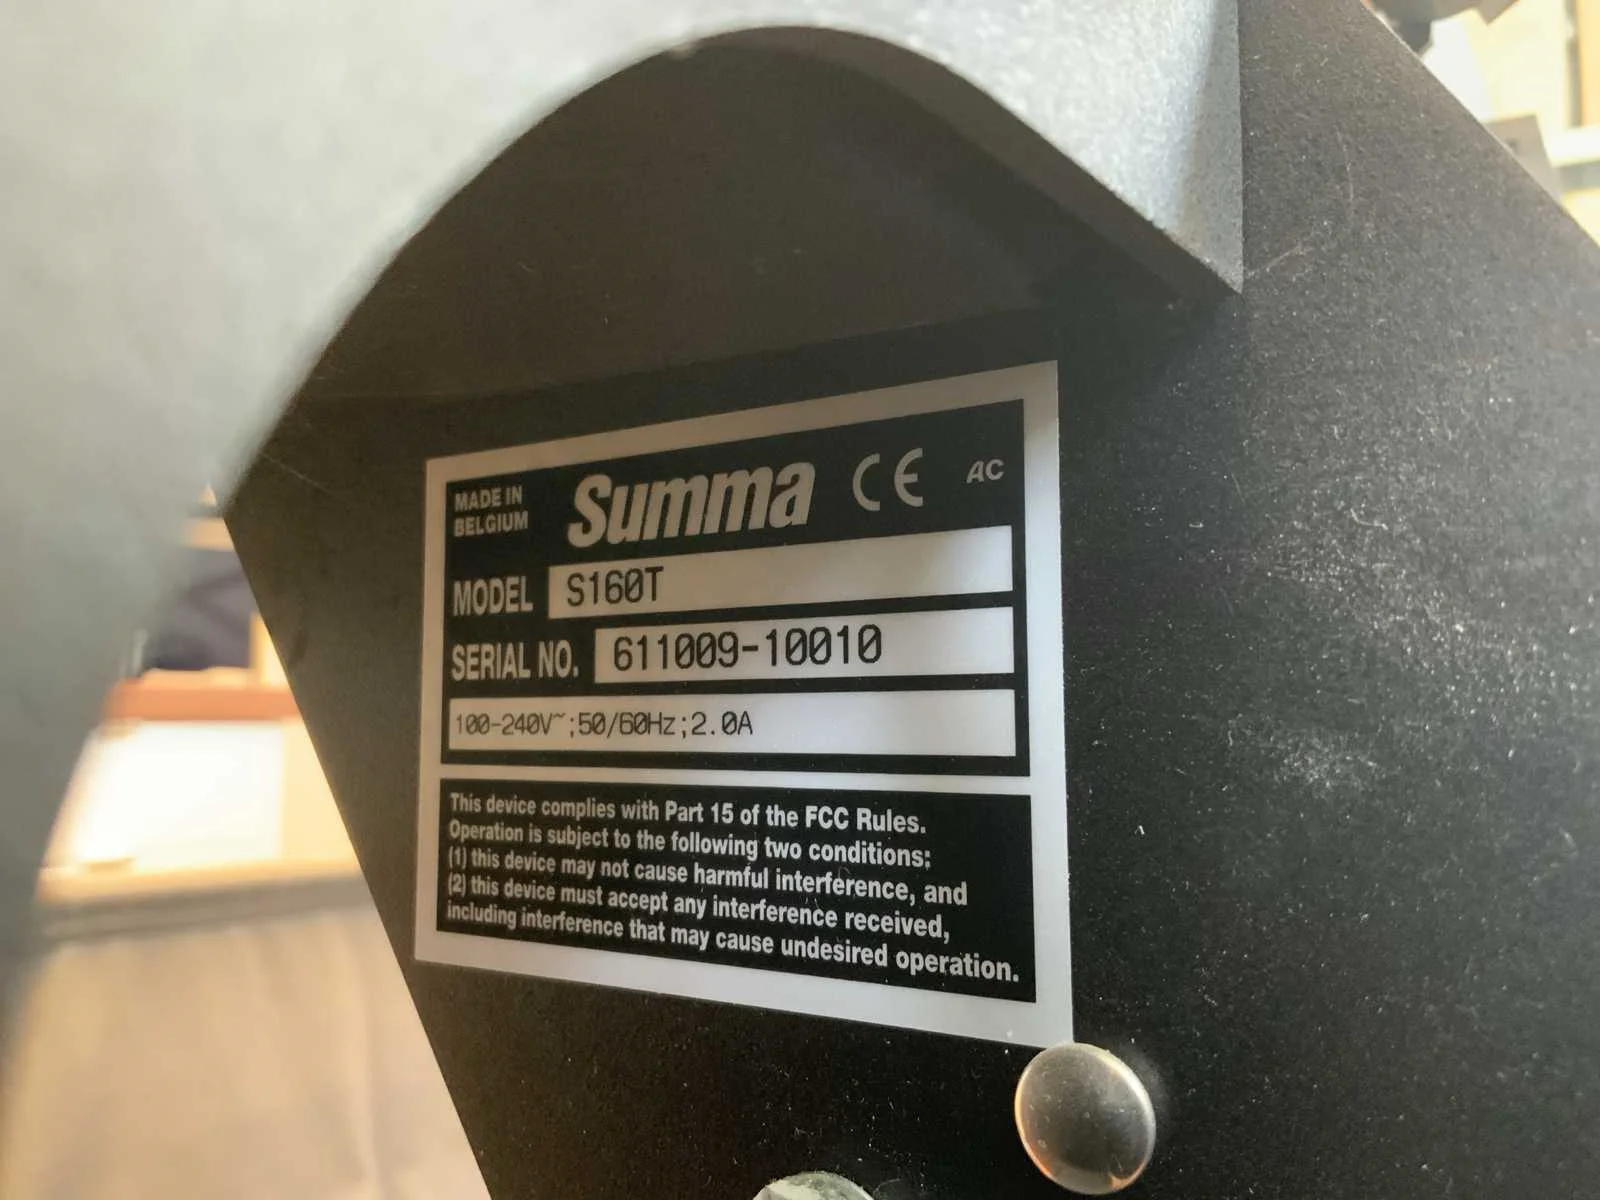 MADE IN
BELGIUM
Summa CE AC
MODEL S160T
SERIAL NO. 611009-10010
100-240V~;50/60Hz;2.0A
This device complies with Part 15 of the FCC Rules.
Operation is subject to the following two conditions:
(1) this device may not cause harmful interference, and
(2) this device must accept any interference received,
including interference that may cause undesired operation.